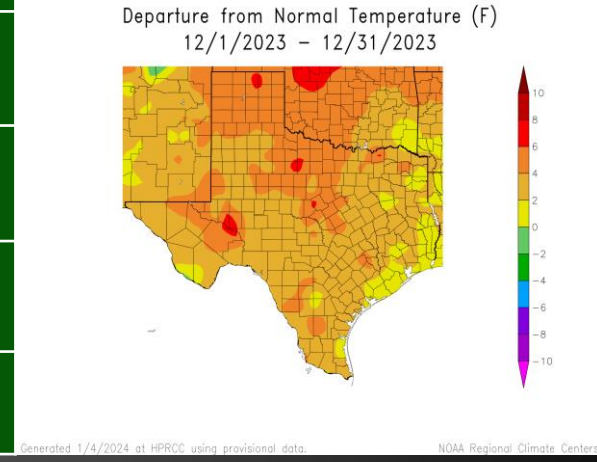 Departure from Normal Temperature (F)
12/1/2023 – 12/31/2023
10
8
6
4
2
0
−2
−4
−6
−8
−10
Generated 1/4/2024 at HPRCC using provisional data.
NOAA Regional Climate Centers